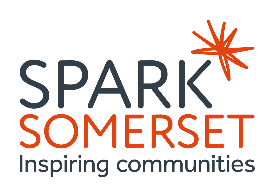 SPARK
SOMERSET
Inspiring communities